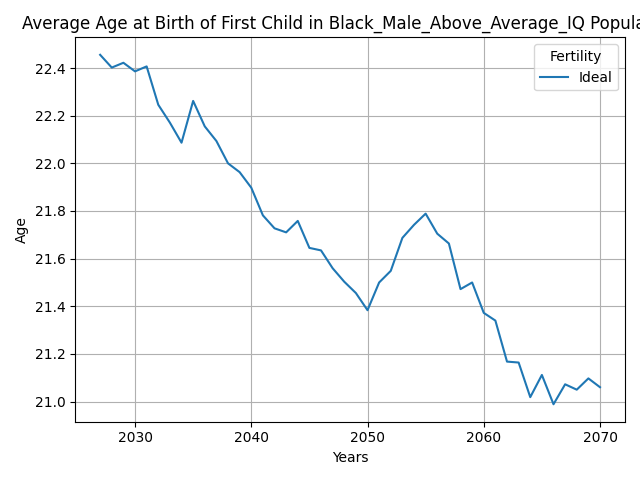 Average Age at Birth of First Child in Black_Male_Above_Average_IQ Popula
Fertility
Ideal
22.4
22.2
22.0
21.8
21.6
21.4
21.2
21.0
Age
2030 2040 2050 2060 2070
Years